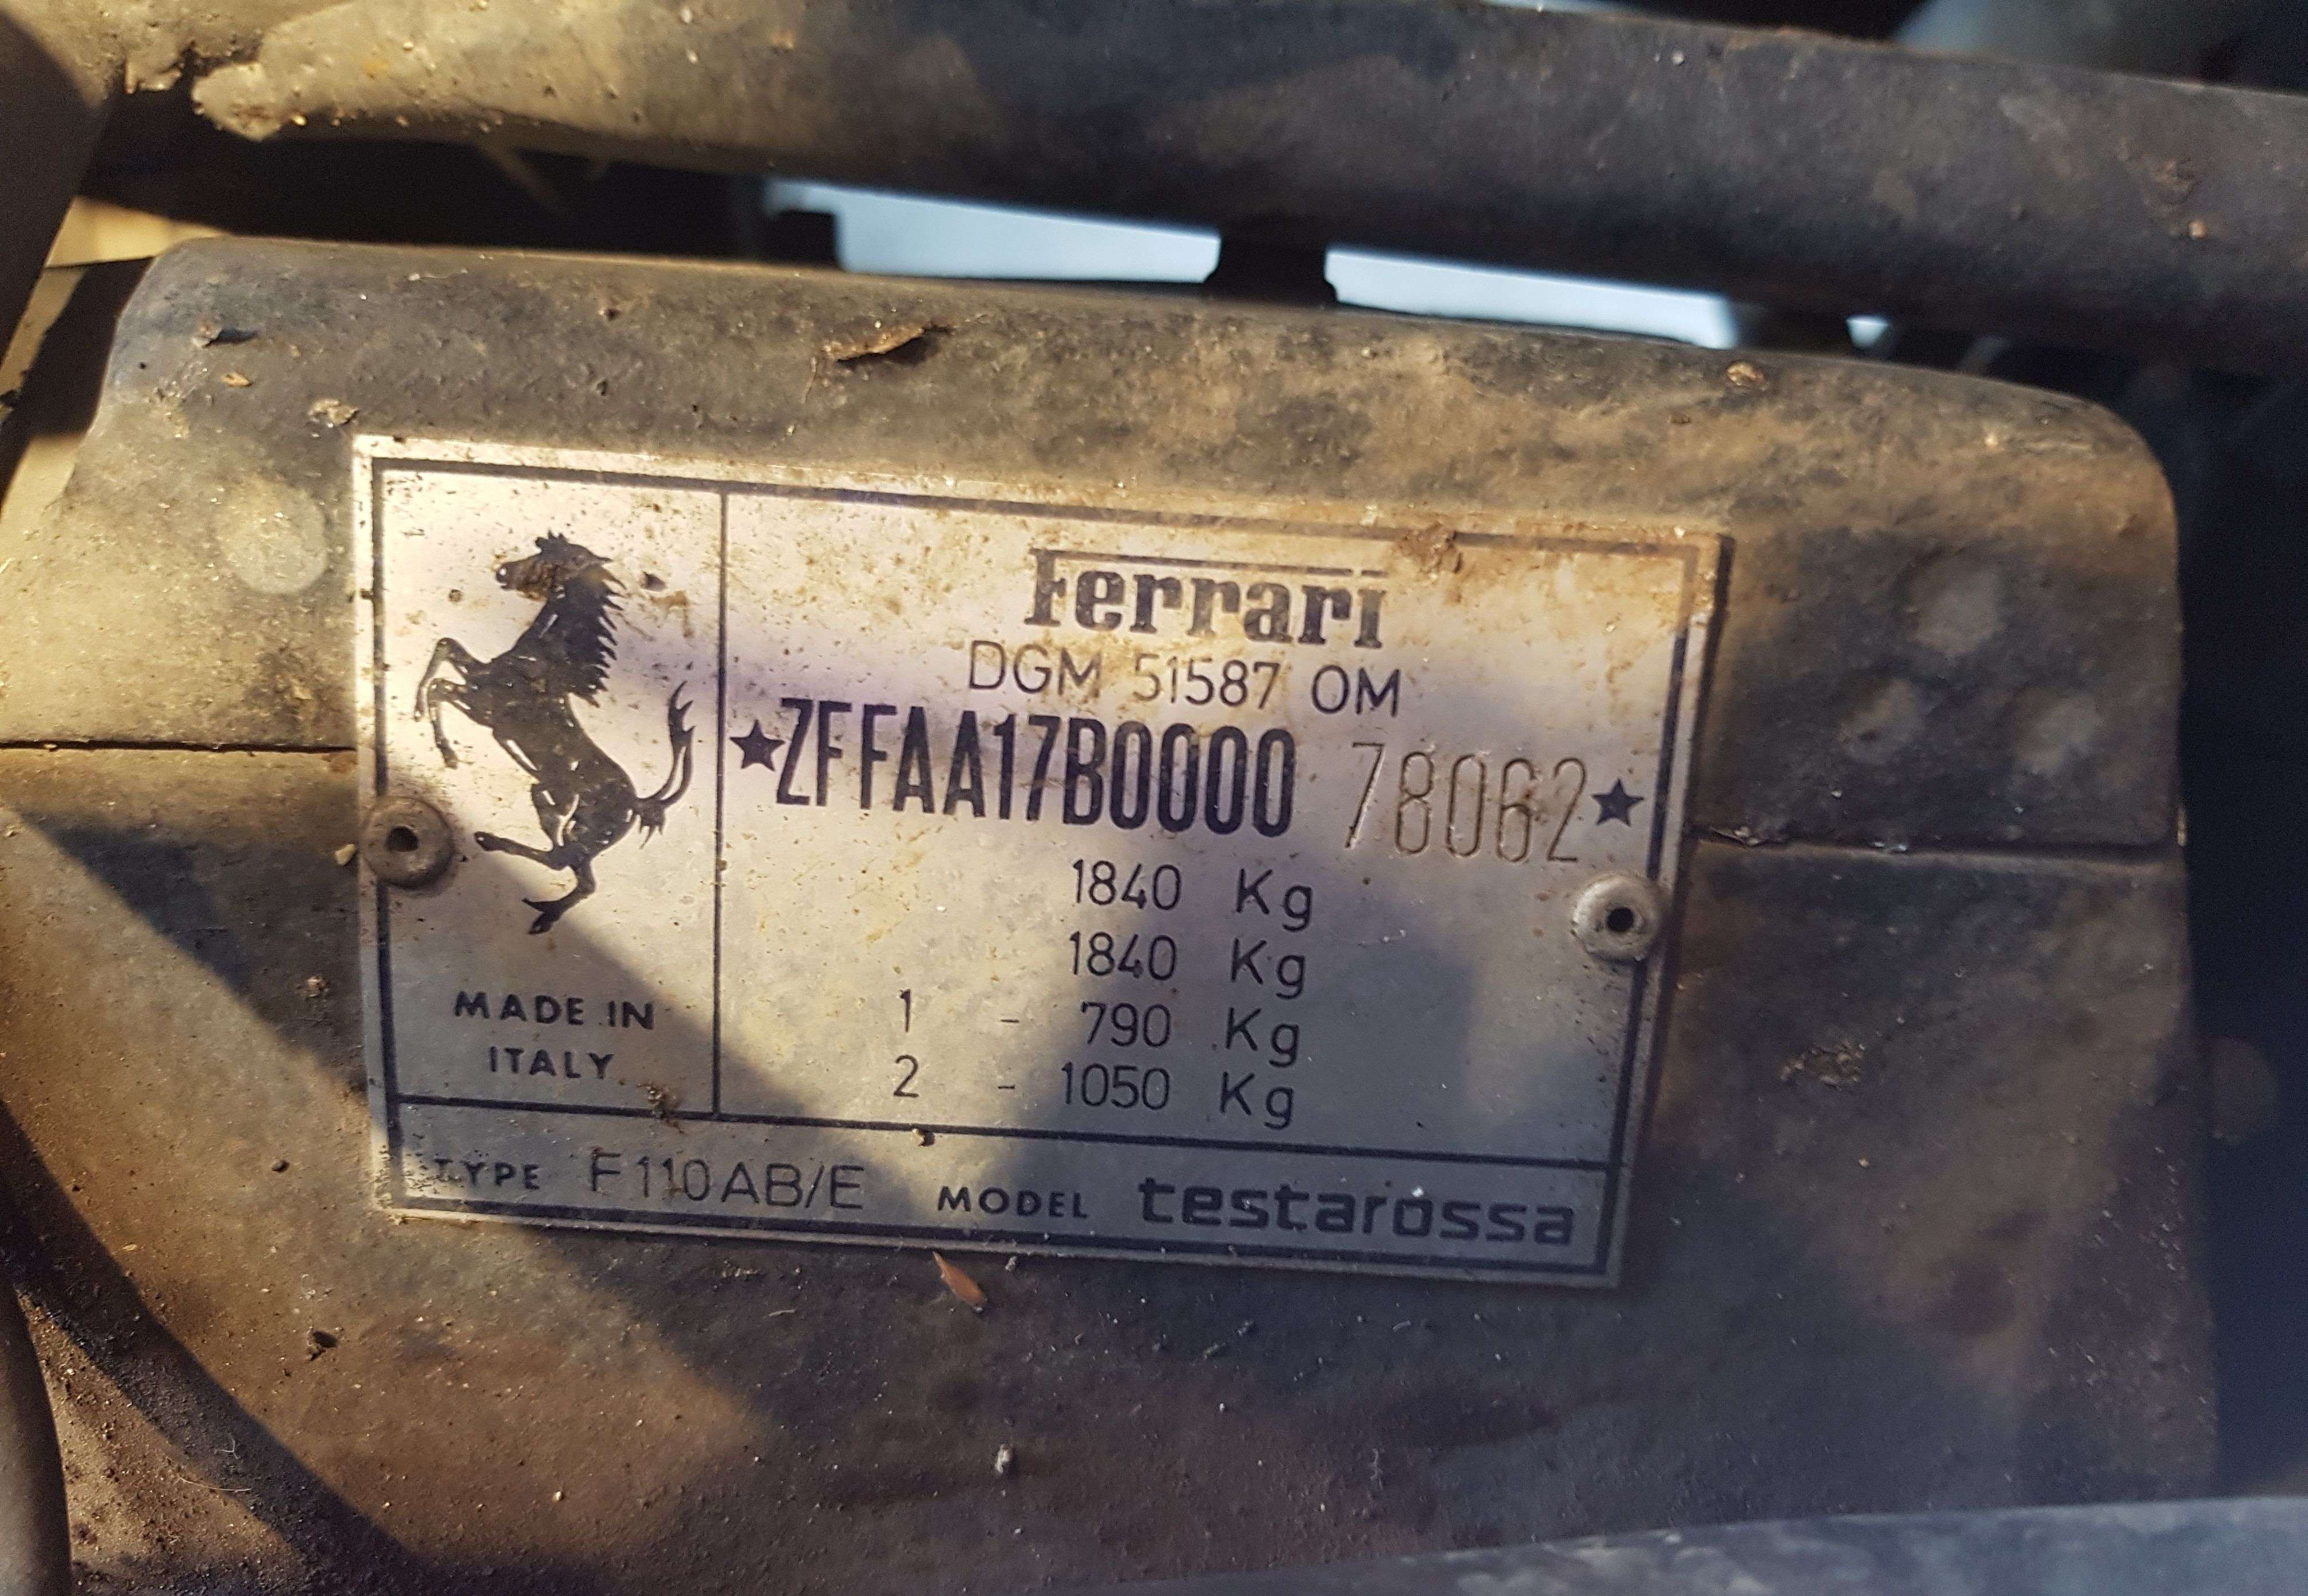 Ferrari
DGM 51587 OM
★ZFFAA17B0000 78062★
1840 Kg
1840 Kg
1 - 790 Kg
2 - 1050 Kg
MADE IN
ITALY
TYPE F110AB/E MODEL testarossa